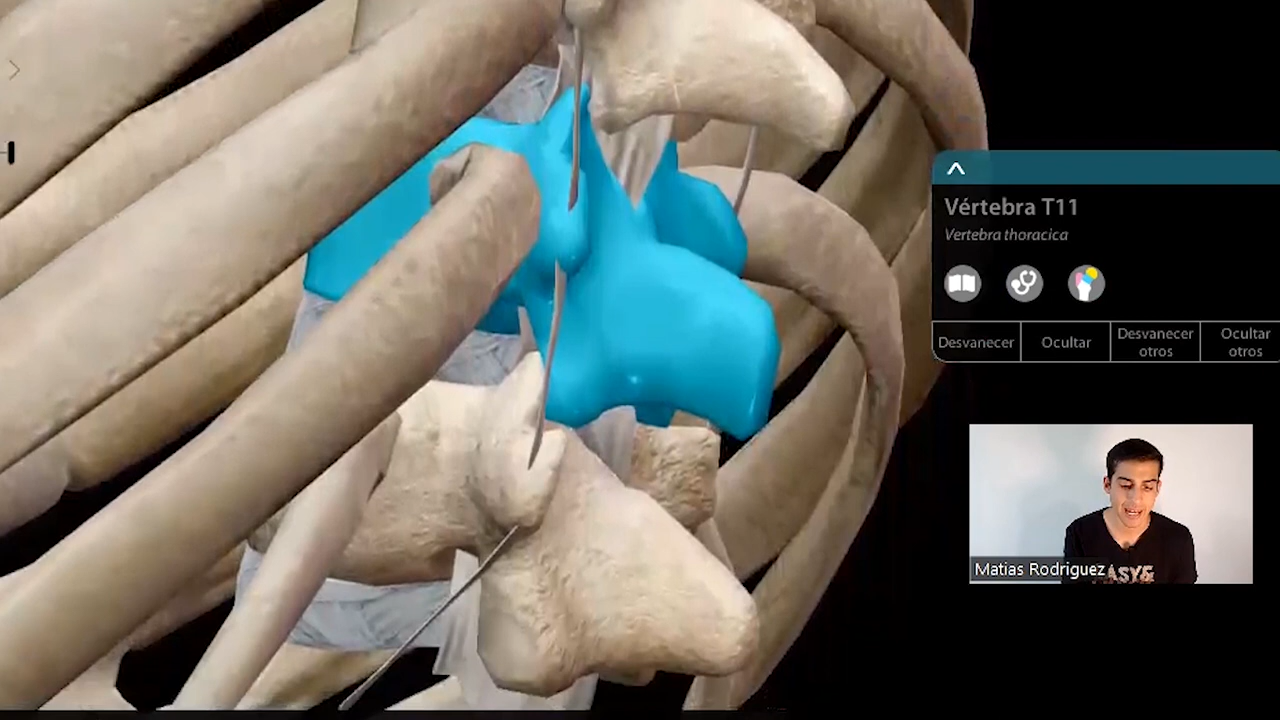 Vértebra T11
Vertebra thoracica
Desvanecer
Ocultar
Desvanecer
otros
Ocultar
otros
Matias Rodriguez